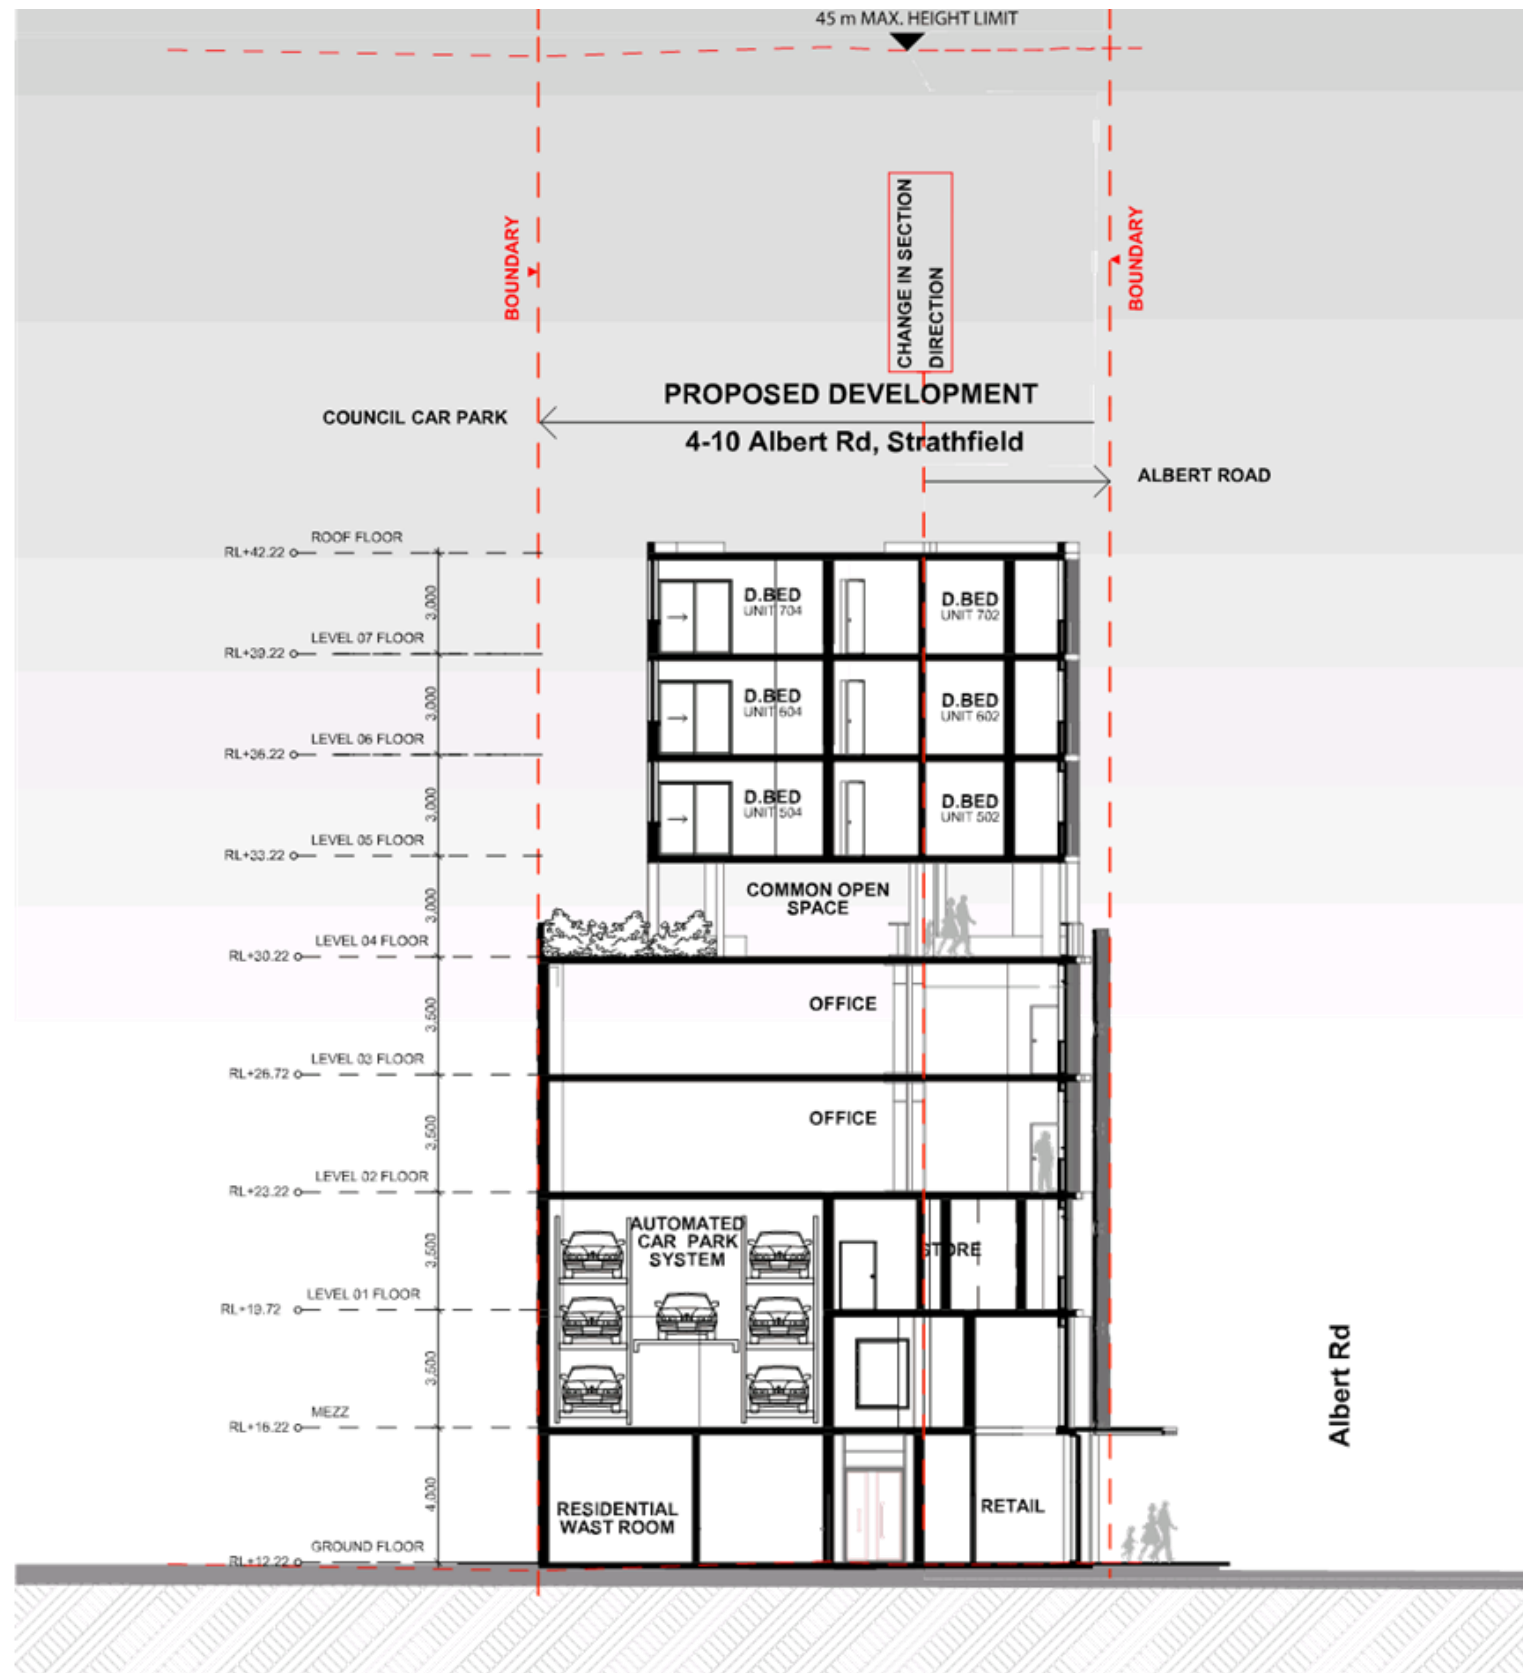 45 m MAX. HEIGHT LIMIT
CHANGE IN SECTION
DIRECTION
BOUNDARY
BOUNDARY
PROPOSED DEVELOPMENT
COUNCIL CAR PARK
4-10 Albert Rd, Strathfield
ALBERT ROAD
ROOF FLOOR
RL+42.22
3,000
D.BED
UNIT 704
D.BED
UNIT 702
LEVEL 07 FLOOR
RL+39.22
3,000
D.BED
UNIT 604
D.BED
UNIT 602
LEVEL 06 FLOOR
RL+36.22
3,000
D.BED
UNIT 504
D.BED
UNIT 502
LEVEL 05 FLOOR
RL+33.22
3,000
COMMON OPEN
SPACE
LEVEL 04 FLOOR
RL+30.22
3,500
OFFICE
LEVEL 03 FLOOR
RL+26.72
3,500
OFFICE
LEVEL 02 FLOOR
RL+23.22
3,500
AUTOMATED
CAR PARK
SYSTEM
STORE
LEVEL 01 FLOOR
RL+19.72
3,500
MEZZ
RL+16.22
4,000
RESIDENTIAL
WAST ROOM
RETAIL
GROUND FLOOR
RL+12.22
Albert Rd